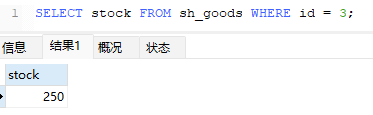 1 SELECT stock FROM sh_goods WHERE id = 3;
信息 结果1 概况 状态
stock
250